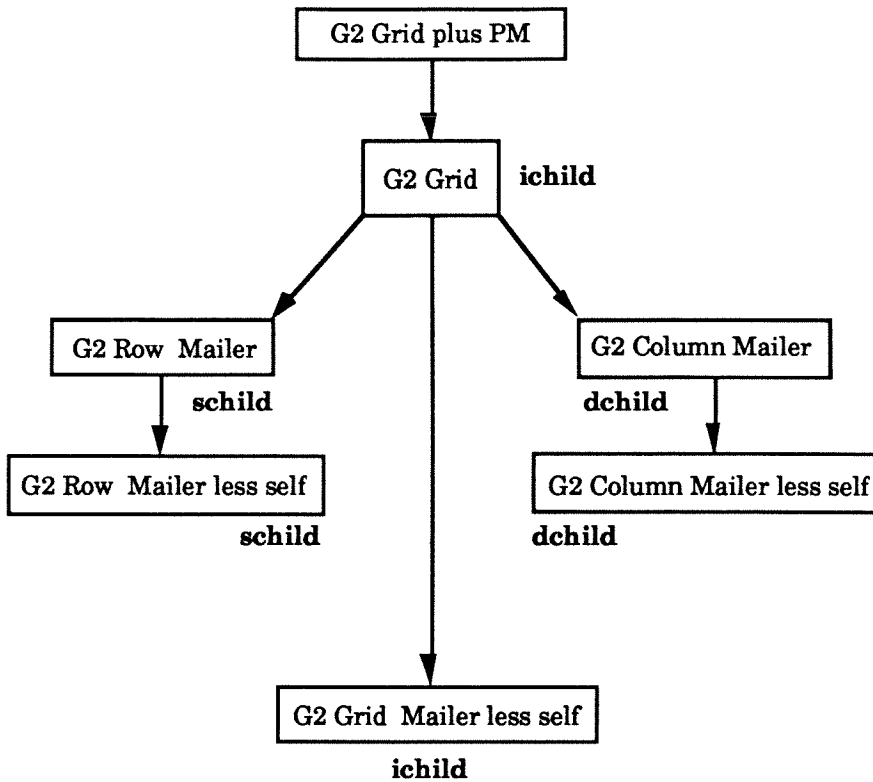 G2 Grid plus PM
G2 Grid
ichild
G2 Row Mailer
G2 Column Mailer
schild
dchild
G2 Row Mailer less self
G2 Column Mailer less self
schild
dchild
G2 Grid Mailer less self
ichild